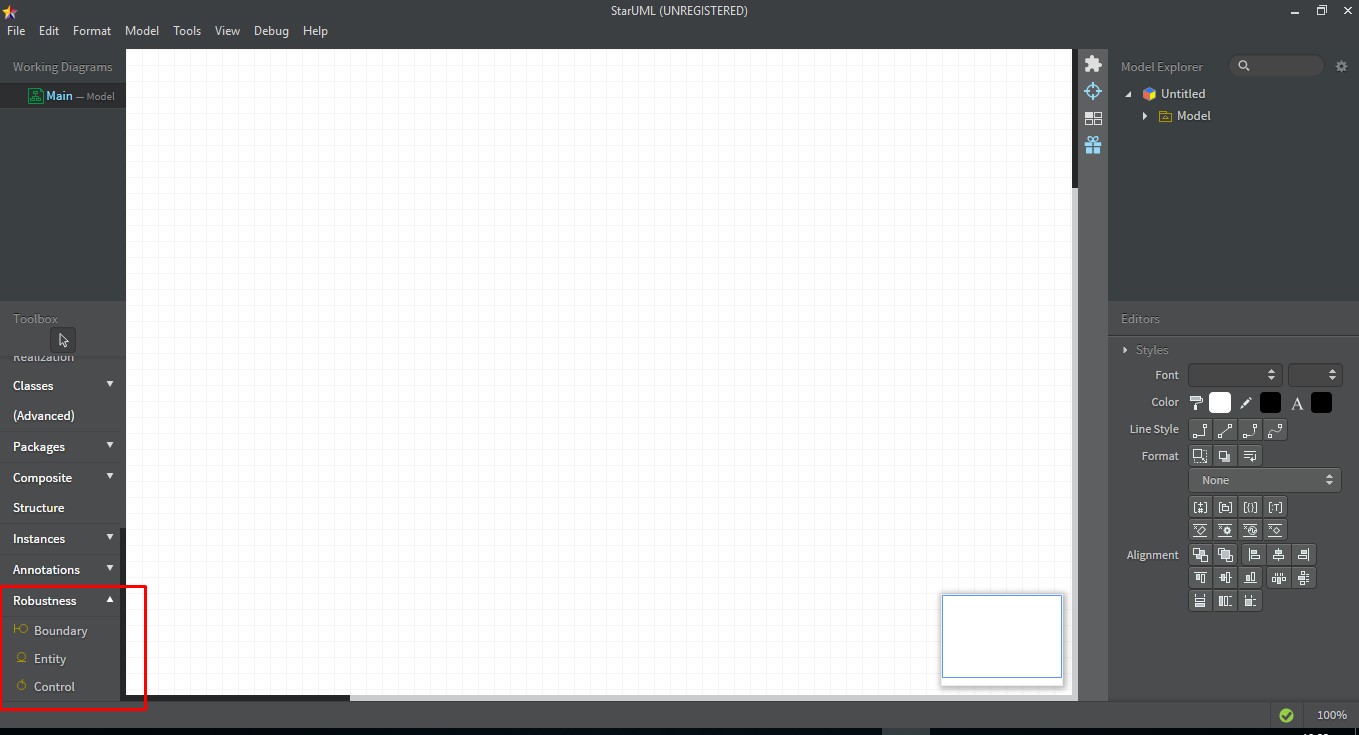 StarUML (UNREGISTERED)
File Edit Format Model Tools View Debug Help
Working Diagrams
Main — Model
Toolbox
Realization
Classes
(Advanced)
Packages
Composite
Structure
Instances
Annotations
Robustness
Boundary
Entity
Control
Model Explorer
Untitled
Model
Editors
Styles
Font
Color
Line Style
Format
None
Alignment
100%